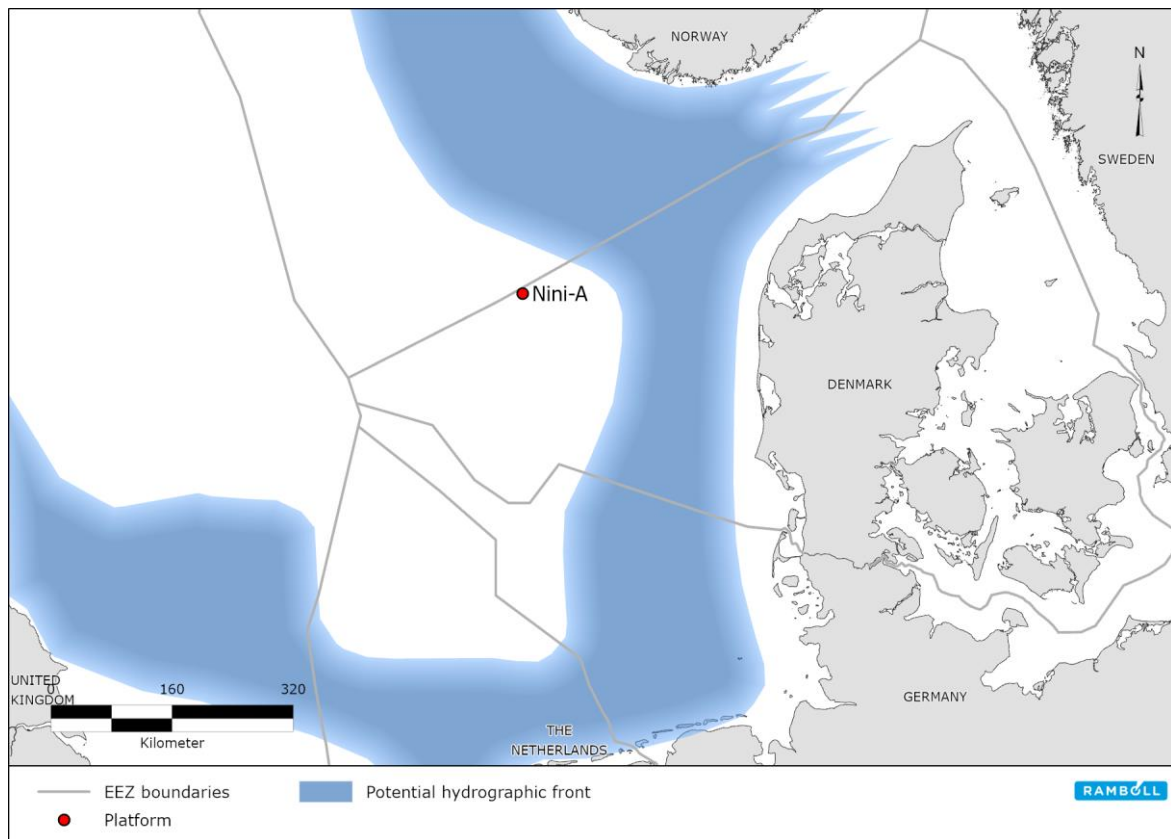 NORWAY
N
SWEDEN
Nini-A
DENMARK
UNITED
KINGDOM
0 160 320
Kilometer
THE
NETHERLANDS
GERMANY
EEZ boundaries
Potential hydrographic front
Platform
RAMBOLL